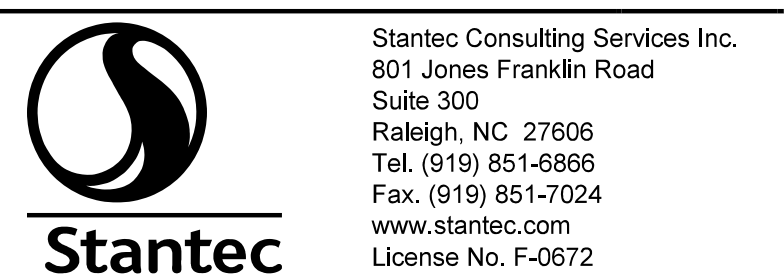 Stantec
Stantec Consulting Services Inc.
801 Jones Franklin Road
Suite 300
Raleigh, NC  27606
Tel. (919) 851-6866
Fax. (919) 851-7024
www.stantec.com
License No. F-0672